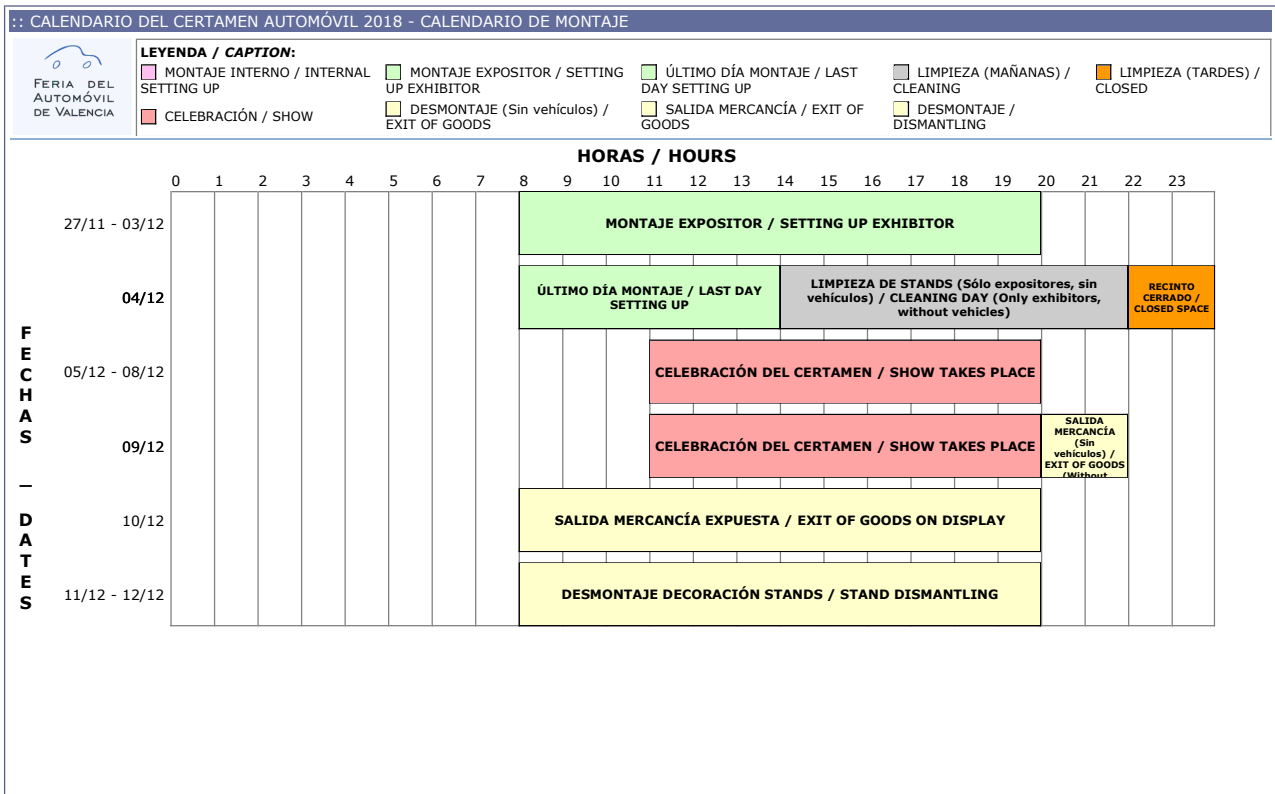 :: CALENDARIO DEL CERTAMEN AUTOMÓVIL 2018 - CALENDARIO DE MONTAJE
FERIA DEL
AUTOMÓVIL
DE VALENCIA
LEYENDA / CAPTION:
MONTAJE INTERNO / INTERNAL
SETTING UP
MONTAJE EXPOSITOR / SETTING
UP EXHIBITOR
ÚLTIMO DÍA MONTAJE / LAST
DAY SETTING UP
LIMPIEZA (MAÑANAS) /
CLEANING
LIMPIEZA (TARDES) /
CLOSED
CELEBRACIÓN / SHOW
DESMONTAJE (Sin vehículos) /
EXIT OF GOODS
SALIDA MERCANCÍA / EXIT OF
GOODS
DESMONTAJE /
DISMANTLING
HORAS / HOURS
0 1 2 3 4 5 6 7 8 9 10 11 12 13 14 15 16 17 18 19 20 21 22 23
FECHAS – DATES
27/11 - 03/12
MONTAJE EXPOSITOR / SETTING UP EXHIBITOR
04/12
ÚLTIMO DÍA MONTAJE / LAST DAY
SETTING UP
LIMPIEZA DE STANDS (Sólo expositores, sin
vehículos) / CLEANING DAY (Only exhibitors,
without vehicles)
RECINTO
CERRADO /
CLOSED SPACE
05/12 - 08/12
CELEBRACIÓN DEL CERTAMEN / SHOW TAKES PLACE
09/12
CELEBRACIÓN DEL CERTAMEN / SHOW TAKES PLACE
SALIDA
MERCANCÍA
(Sin
vehículos) /
EXIT OF GOODS
(Without
10/12
SALIDA MERCANCÍA EXPUESTA / EXIT OF GOODS ON DISPLAY
11/12 - 12/12
DESMONTAJE DECORACIÓN STANDS / STAND DISMANTLING